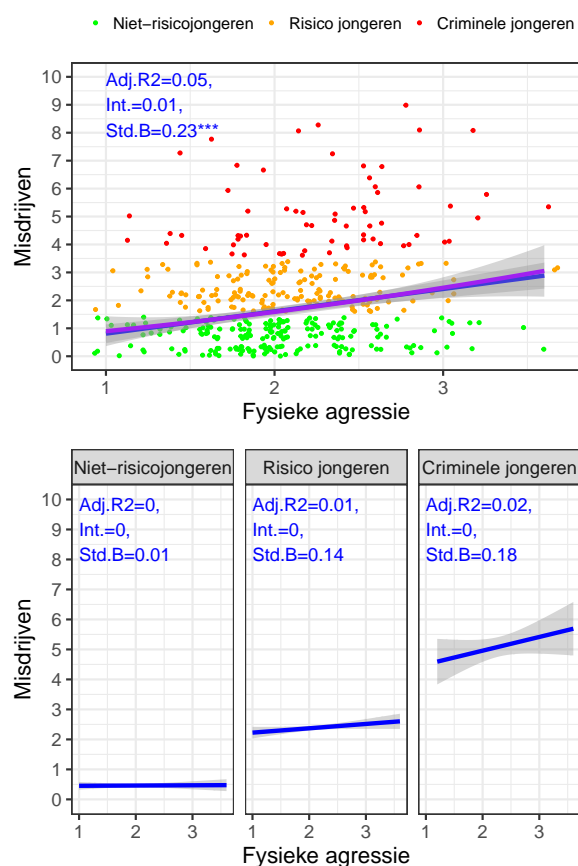 Niet−risicojongeren Risico jongeren Criminele jongeren
Adj.R2=0.05,
Int.=0.01,
Std.B=0.23***
10
9
8
7
6
5
4
3
2
1
0
Misdrijven
1 2 3
Fysieke agressie
Niet−risicojongeren Risico jongeren Criminele jongeren
Adj.R2=0, Adj.R2=0.01, Adj.R2=0.02,
Int.=0, Int.=0, Int.=0,
Std.B=0.01 Std.B=0.14 Std.B=0.18
10
9
8
7
6
5
4
3
2
1
0
Misdrijven
1 2 3 1 2 3 1 2 3
Fysieke agressie